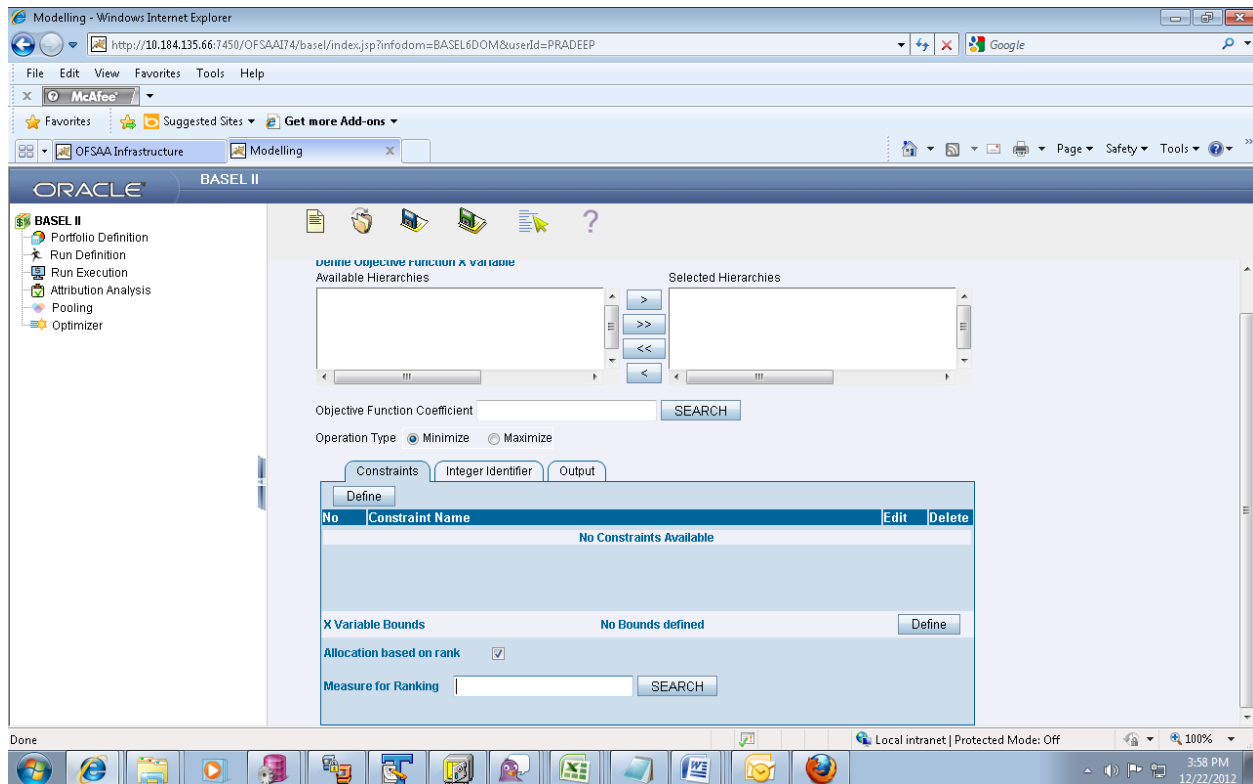 Modelling - Windows Internet Explorer
http://10.184.135.66:7450/OFSAAI74/basel/index.jsp?infodom=BASEL6DOM&userId=PRADEEP
Google
File Edit View Favorites Tools Help
x McAfee
Favorites Suggested Sites Get more Add-ons
OFSAA Infrastructure Modelling x Page Safety Tools »
ORACLE BASEL II
BASEL II
Portfolio Definition
Run Definition
Run Execution
Attribution Analysis
Pooling
Optimizer
Define Objective Function X Variable
Available Hierarchies Selected Hierarchies
>
>>
<<
<
Objective Function Coefficient SEARCH
Operation Type Minimize Maximize
Constraints Integer Identifier Output
Define
No Constraint Name Edit Delete
No Constraints Available
X Variable Bounds No Bounds defined Define
Allocation based on rank
Measure for Ranking SEARCH
Done Local intranet | Protected Mode: Off 100%
3:58 PM
12/22/2012